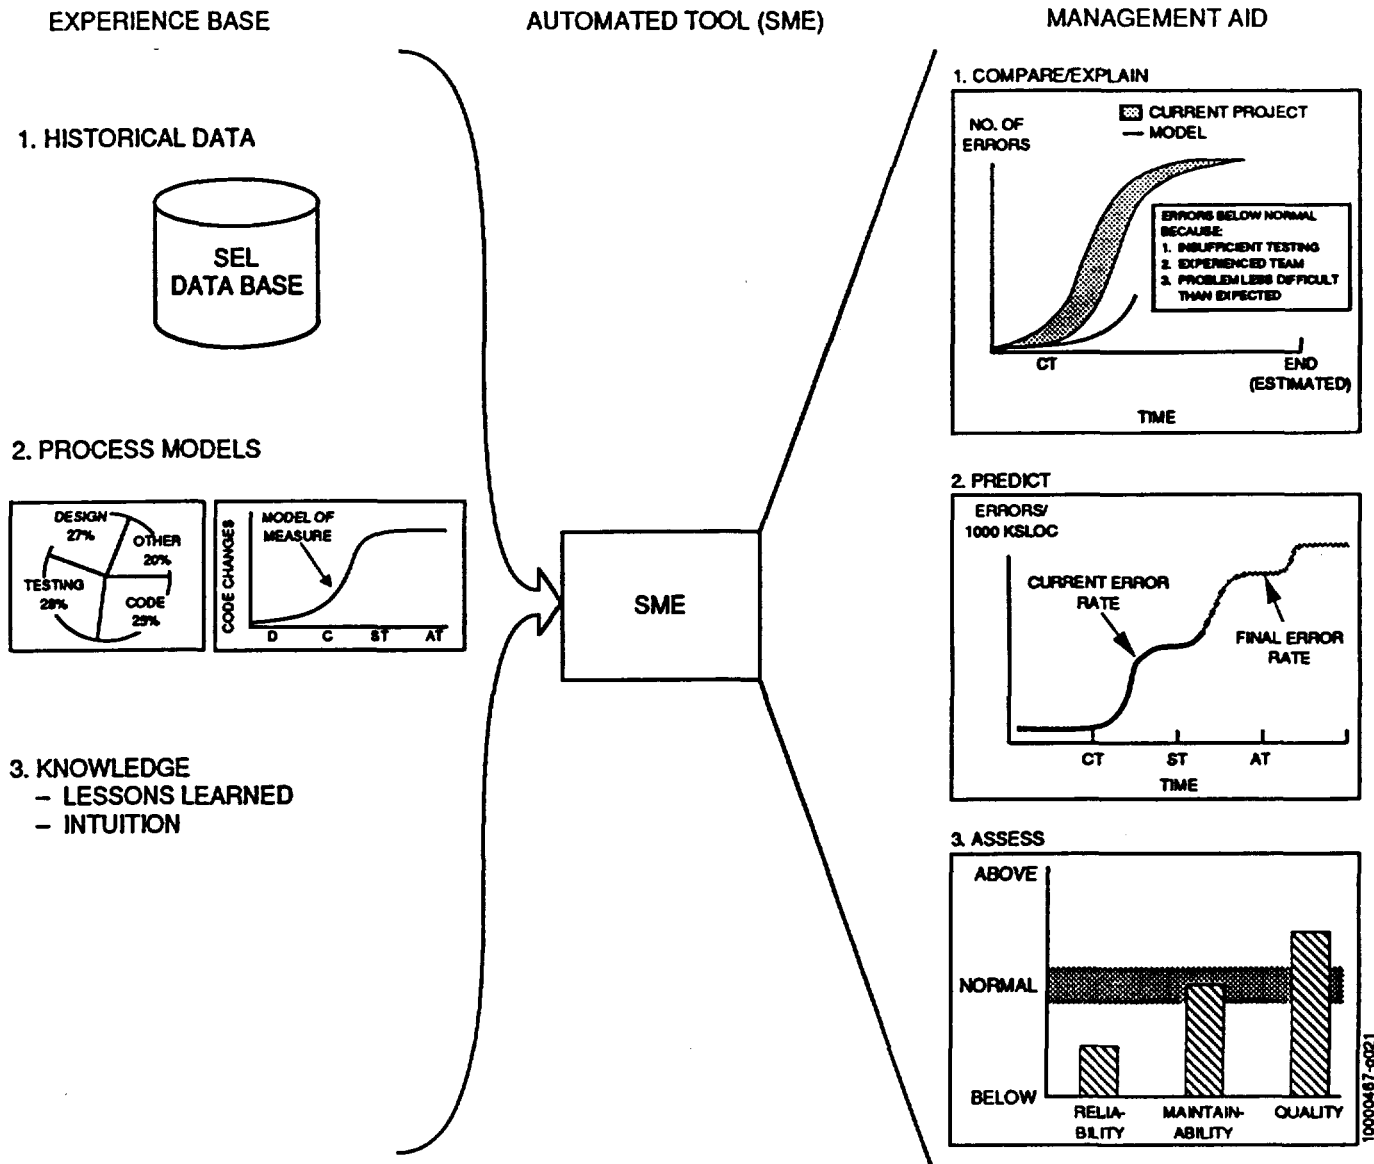 EXPERIENCE BASE
AUTOMATED TOOL (SME)
MANAGEMENT AID
1. HISTORICAL DATA
SEL
DATA BASE
2. PROCESS MODELS
DESIGN
27%
OTHER
20%
TESTING
28%
CODE
25%
CODE CHANGES
MODEL OF
MEASURE
D C ST AT
3. KNOWLEDGE
– LESSONS LEARNED
– INTUITION
SME
1. COMPARE/EXPLAIN
NO. OF
ERRORS
CURRENT PROJECT
MODEL
ERRORS BELOW NORMAL
BECAUSE:
1. INSUFFICIENT TESTING
2. EXPERIENCED TEAM
3. PROBLEM LESS DIFFICULT
THAN EXPECTED
CT
END
(ESTIMATED)
TIME
2. PREDICT
ERRORS/
1000 KSLOC
CURRENT ERROR
RATE
FINAL ERROR
RATE
CT ST AT
TIME
3. ASSESS
ABOVE
NORMAL
BELOW
RELIA-
BILITY
MAINTAIN-
ABILITY
QUALITY